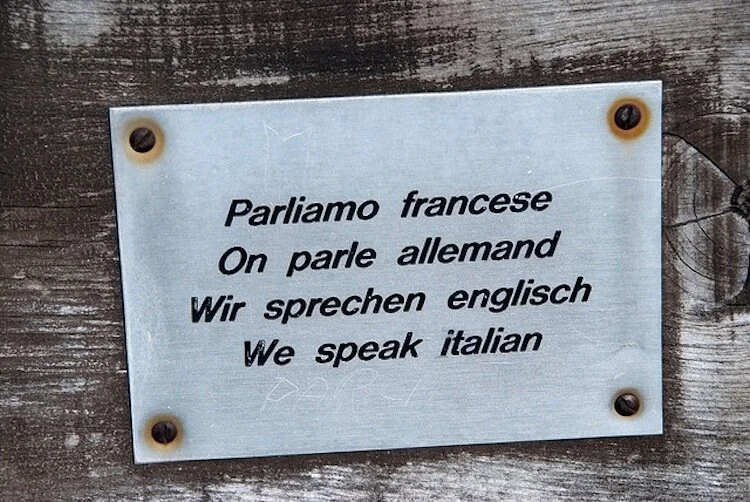 Parliamo francese
On parle allemand
Wir sprechen englisch
We speak italian